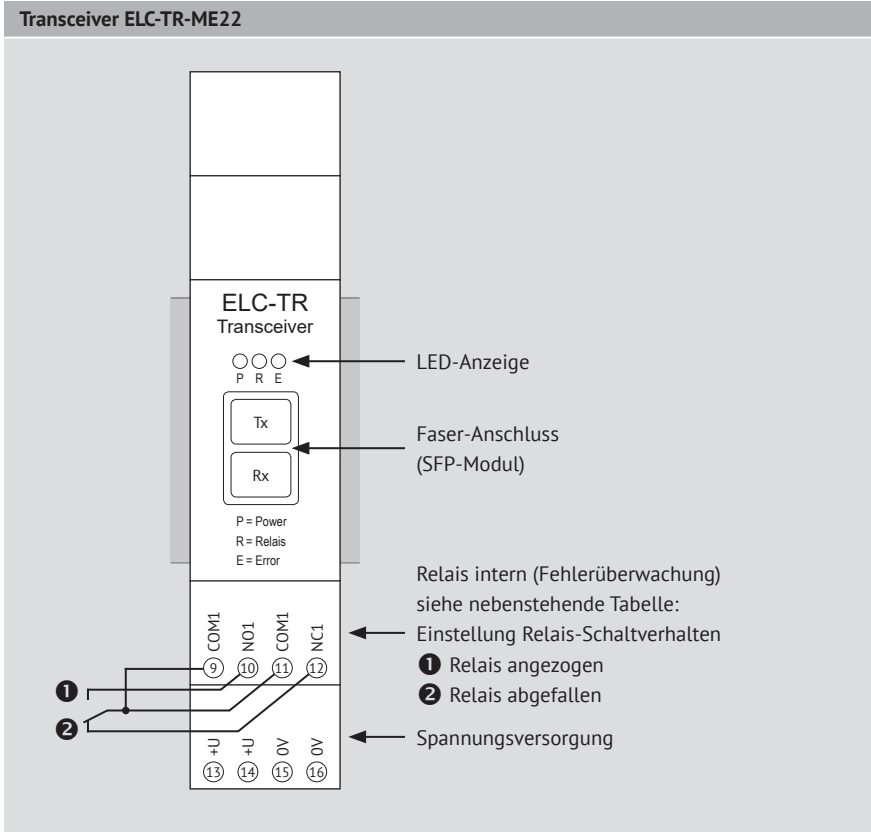 Transceiver ELC-TR-ME22
ELC-TR
Transceiver
P R E
LED-Anzeige
Tx
Rx
Faser-Anschluss
(SFP-Modul)
P = Power
R = Relais
E = Error
Relais intern (Fehlerüberwachung)
siehe nebenstehende Tabelle:
Einstellung Relais-Schaltverhalten
❶ Relais angezogen
❷ Relais abgefallen
COM1 NO1 COM1 NC1
9 10 11 12
❶
❷
Spannungsversorgung
+U +U 0V 0V
13 14 15 16